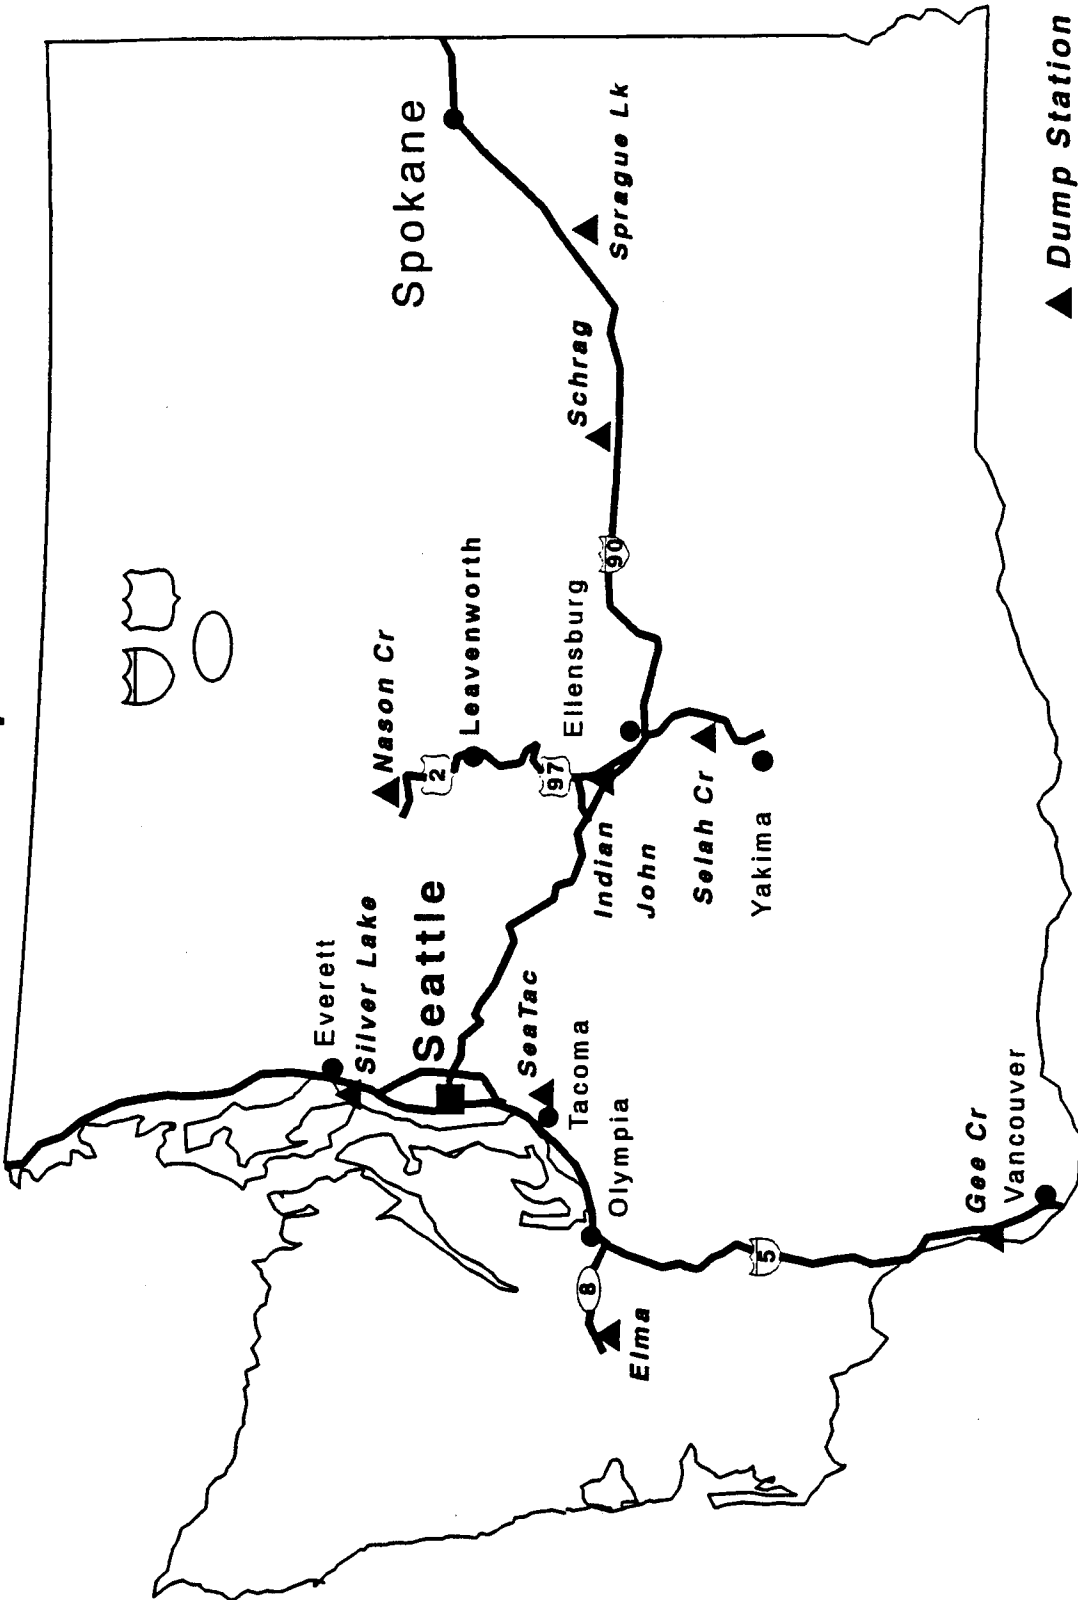 Everett
Silver Lake
Seattle
SeaTac
Tacoma
Olympia
8
Elma
5
Gee Cr
Vancouver
Nason Cr
2
Leavenworth
97
Ellensburg
Indian
John
Selah Cr
Yakima
90
Schrag
Sprague Lk
Spokane
Dump Station